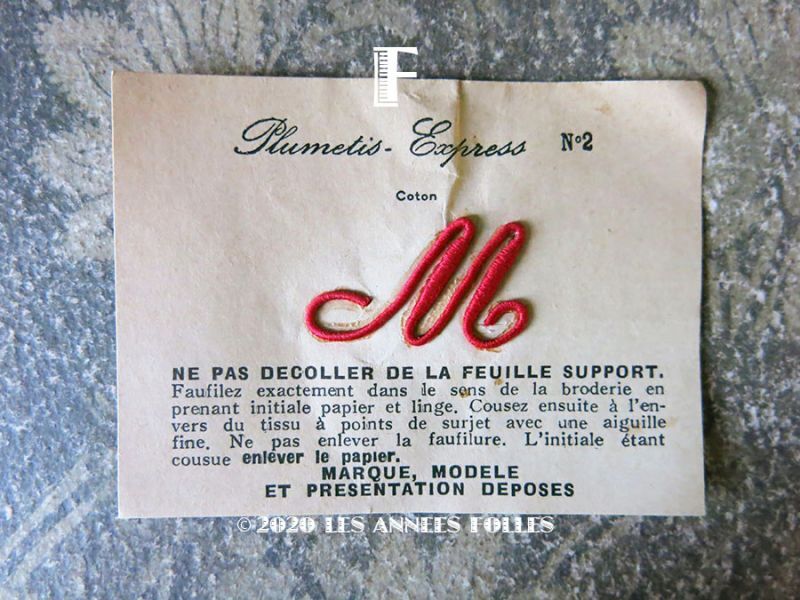 F
Plumetis-Express N°2
Coton
M
NE PAS DECOLLER DE LA FEUILLE SUPPORT.
Faufilez exactement dans le sens de la broderie en
prenant initiale papier et linge. Cousez ensuite à l'en-
vers du tissu à points de surjet avec une aiguille
fine. Ne pas enlever la faufilure. L'initiale étant
cousue enlever le papier.
MARQUE, MODELE
ET PRESENTATION DEPOSES
©2020 LES ANNEES FOLLES